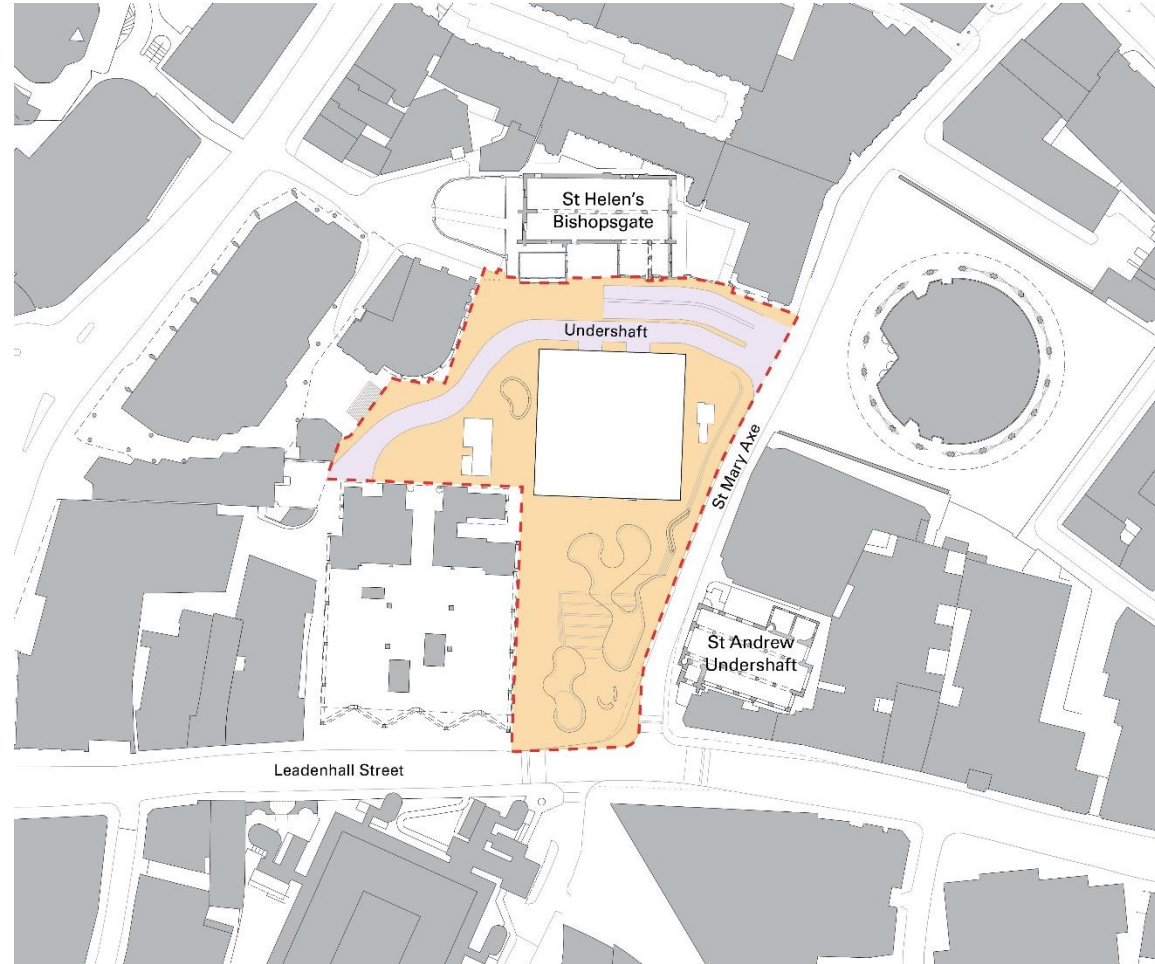 St Helen's
Bishopsgate
Undershaft
St Mary Axe
St Andrew
Undershaft
Leadenhall Street